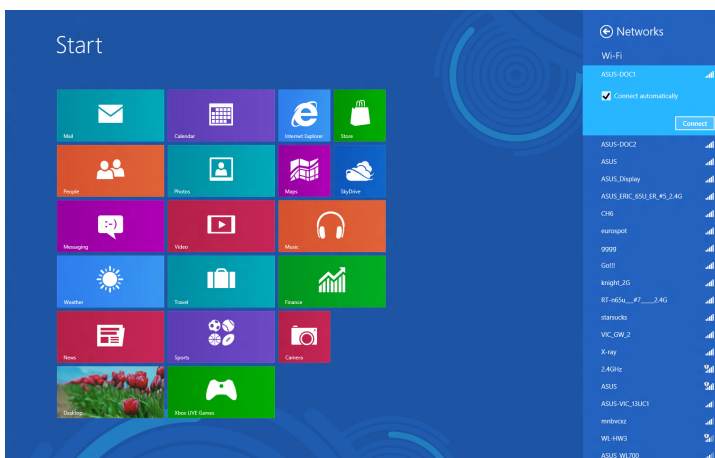 Start
Mail
Calendar
Internet Explorer
Store
People
Photos
Maps
SkyDrive
Messaging
:-)
Video
Music
Weather
Travel
Finance
News
Sports
Camera
Desktop
Xbox LIVE Games
Networks
Wi-Fi
ASUS-DOC1
Connect automatically
Connect
ASUS-DOC2
ASUS
ASUS_Display
ASUS_ERIC_65U_ER_#5_2.4G
CH6
eurospot
gggg
Go!!!
knight_2G
RT-n65u__#7____2.4G
starsucks
VIC_GW_2
X-ray
2.4GHz
ASUS
ASUS-VIC_13UC1
mnbvcxz
WL-HW3
ASUS_WL700